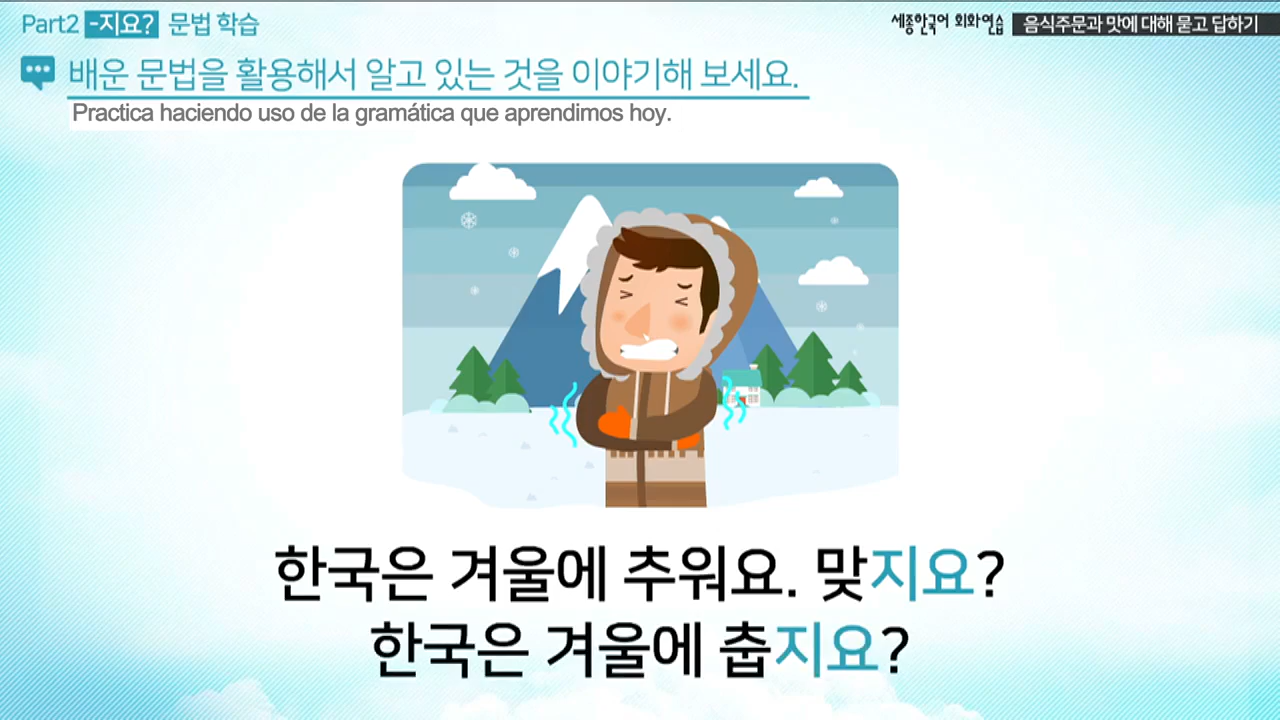 Part2 -지요? 문법 학습
세종한국어 회화연습 음식주문과 맛에 대해 묻고 답하기
배운 문법을 활용해서 알고 있는 것을 이야기해 보세요.
Practica haciendo uso de la gramática que aprendimos hoy.
한국은 겨울에 추워요. 맞지요?
한국은 겨울에 춥지요?